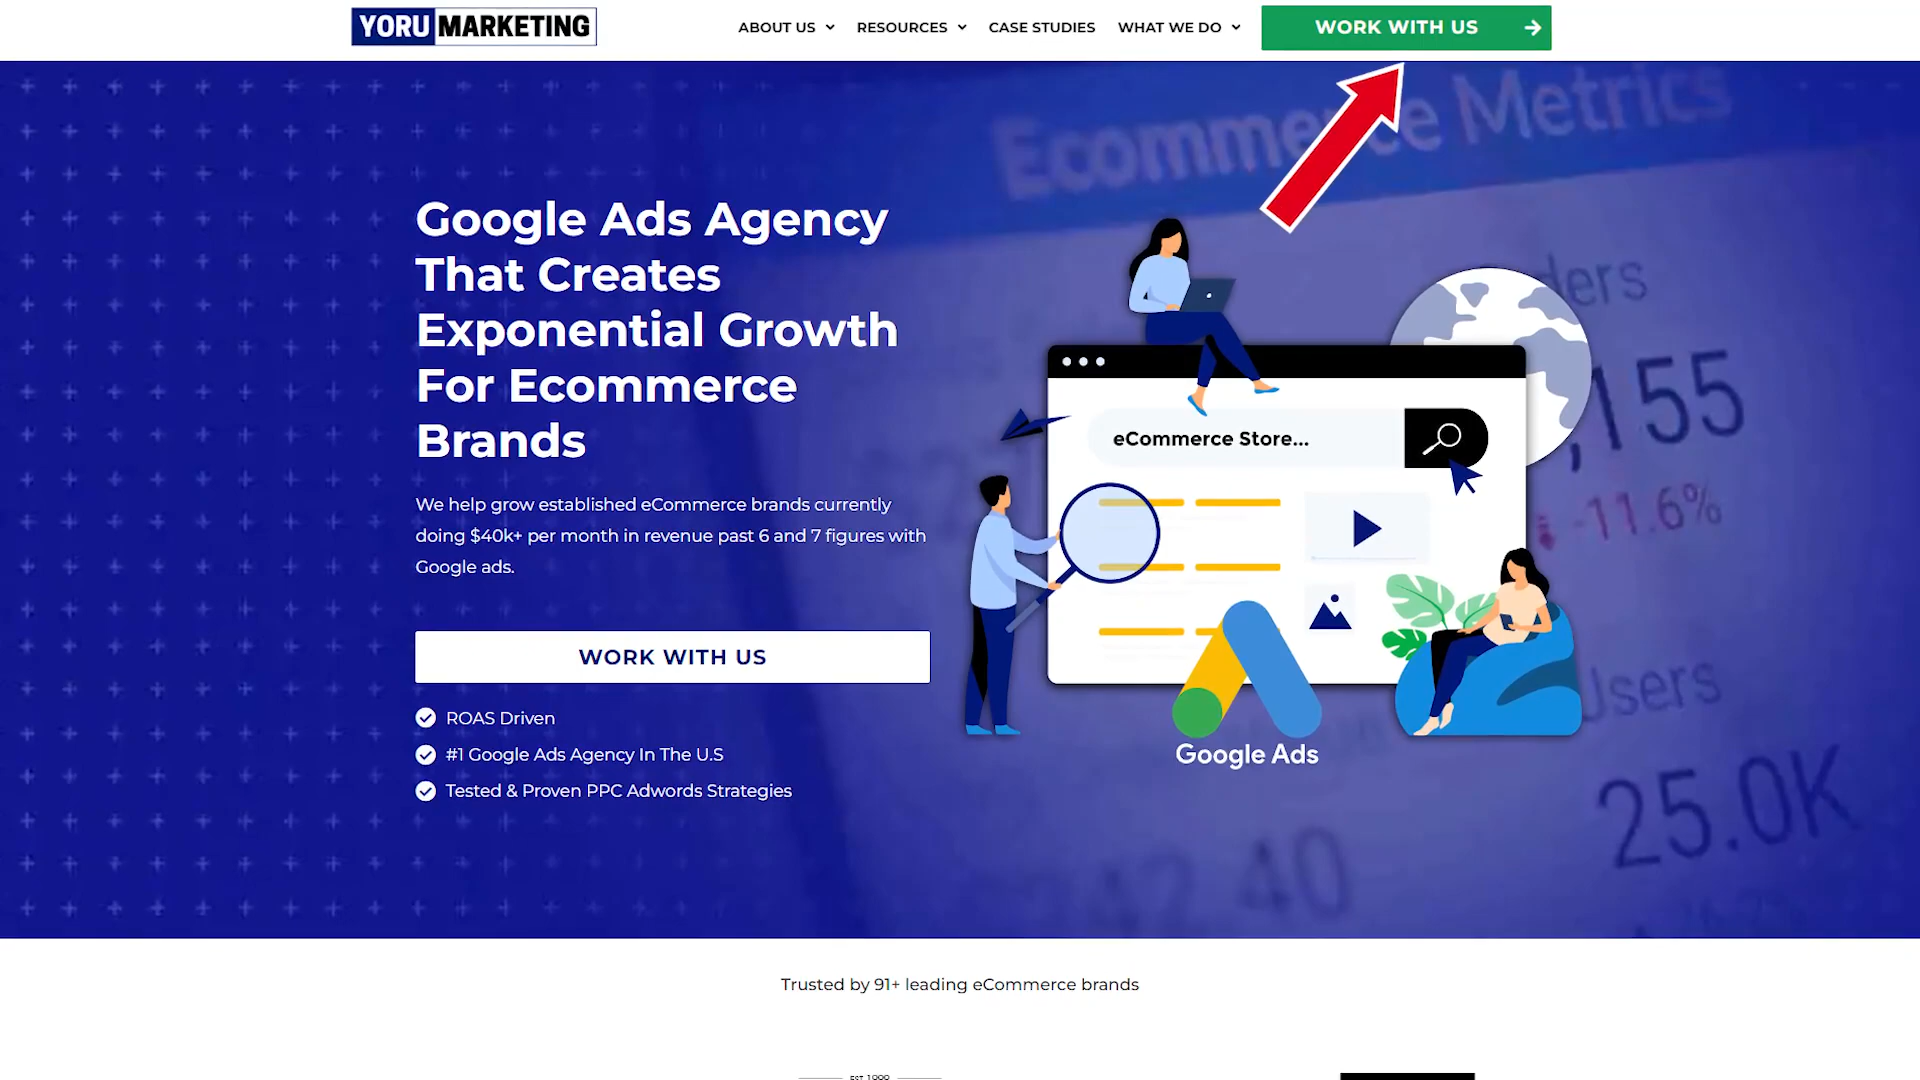 YORU MARKETING
ABOUT US
RESOURCES
CASE STUDIES
WHAT WE DO
WORK WITH US
Ecommerce Metrics
Google Ads Agency
That Creates
Exponential Growth
For Ecommerce
Brands
We help grow established eCommerce brands currently
doing $40k+ per month in revenue past 6 and 7 figures with
Google ads.
WORK WITH US
ROAS Driven
#1 Google Ads Agency In The U.S
Tested & Proven PPC Adwords Strategies
eCommerce Store...
,155
-11.6%
Users
25.0K
Google Ads
Trusted by 91+ leading eCommerce brands